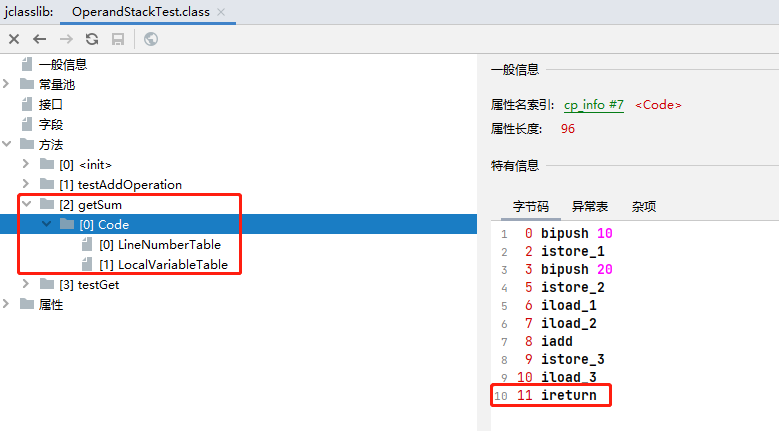 jclasslib: OperandStackTest.class
一般信息
常量池
接口
字段
方法
[0] <init>
[1] testAddOperation
[2] getSum
[0] Code
[0] LineNumberTable
[1] LocalVariableTable
[3] testGet
属性
一般信息
属性名索引: cp_info #7 <Code>
属性长度: 96
特有信息
字节码 异常表 杂项
1 0 bipush 10
2 2 istore_1
3 3 bipush 20
4 5 istore_2
5 6 iload_1
6 7 iload_2
7 8 iadd
8 9 istore_3
9 10 iload_3
10 11 ireturn